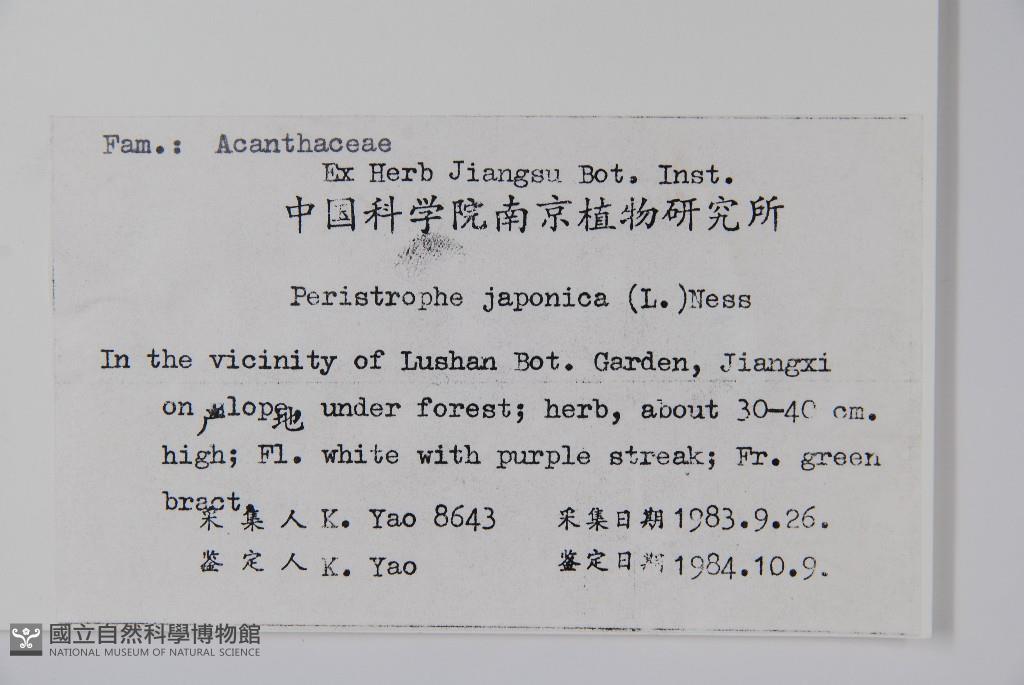 Fam.: Acanthaceae
Ex Herb Jiangsu Bot. Inst.
中国科学院南京植物研究所
Peristrophe japonica (L.)Ness
In the vicinity of Lushan Bot. Garden, Jiangxi
on slope, under forest; herb, about 30-40 cm.
产地
high; Fl. white with purple streak; Fr. green
bract.
采集人 K. Yao 8643 采集日期 1983.9.26.
鉴定人 K. Yao 鉴定日期 1984.10.9.
國立自然科學博物館
NATIONAL MUSEUM OF NATURAL SCIENCE